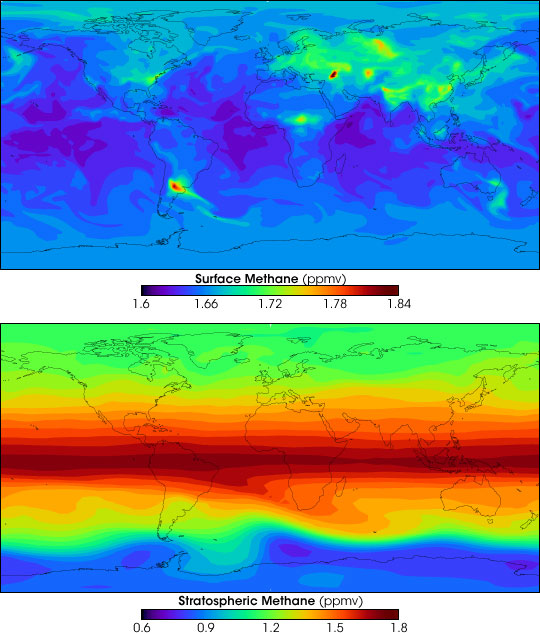 Surface Methane (ppmv)
1.6 1.66 1.72 1.78 1.84
Stratospheric Methane (ppmv)
0.6 0.9 1.2 1.5 1.8